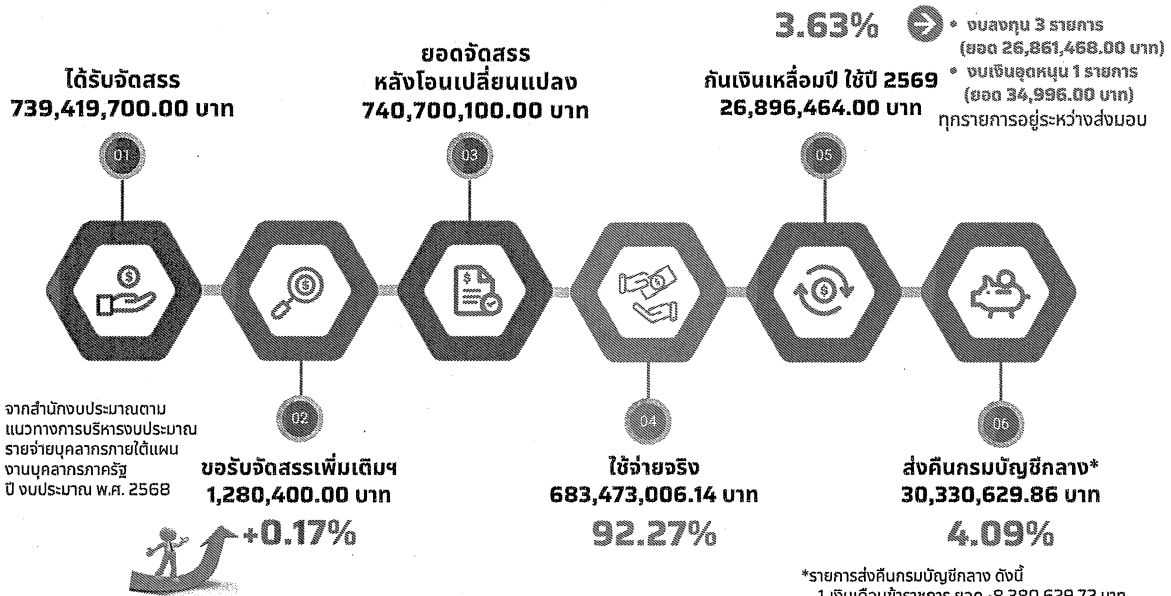 ได้รับจัดสรร
739,419,700.00 บาท
01
จากสำนักงบประมาณตาม
แนวทางการบริหารงบประมาณ
รายจ่ายบุคลากรภายใต้แผน
งานบุคลากรภาครัฐ
ปี งบประมาณ พ.ศ. 2568
02
ขอรับจัดสรรเพิ่มเติมฯ
1,280,400.00 บาท
+0.17%
ยอดจัดสรร
หลังโอนเปลี่ยนแปลง
740,700,100.00 บาท
03
04
ใช้จ่ายจริง
683,473,006.14 บาท
92.27%
3.63%
กันเงินเหลื่อมปี ใช้ปี 2569
26,896,464.00 บาท
05
• งบลงทุน 3 รายการ
(ยอด 26,861,468.00 บาท)
• งบเงินอุดหนุน 1 รายการ
(ยอด 34,996.00 บาท)
ทุกรายการอยู่ระหว่างส่งมอบ
06
ส่งคืนกรมบัญชีกลาง*
30,330,629.86 บาท
4.09%
*รายการส่งคืนกรมบัญชีกลาง ดังนี้